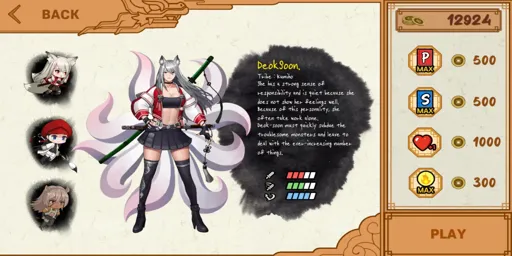 BACK
12924
Deokgoon.
Tribe : Kumiho
She has a strong sense of
responsibility and is quiet because she
does not show her feelings well.
Because of this personality, she
often take work alone.
Deok-soon must quickly subdue the
troublesome monsters and leave to
deal with the ever-increasing number
of things.
P
MAX
500
S
MAX
500
1000
MAX
300
PLAY